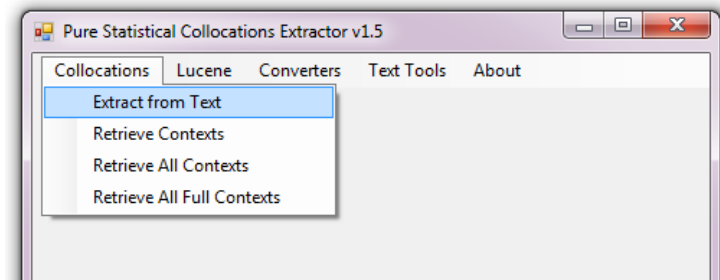 Pure Statistical Collocations Extractor v1.5
Collocations Lucene Converters Text Tools About
Extract from Text
Retrieve Contexts
Retrieve All Contexts
Retrieve All Full Contexts